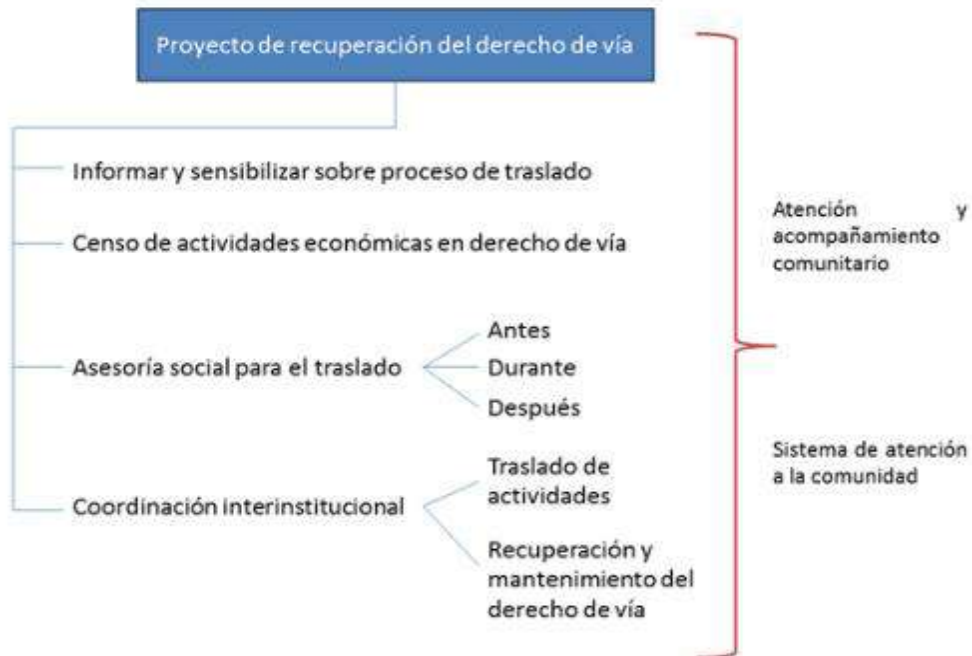 Proyecto de recuperación del derecho de vía
Informar y sensibilizar sobre proceso de traslado
Censo de actividades económicas en derecho de vía
Asesoría social para el traslado
Antes
Durante
Después
Coordinación interinstitucional
Traslado de
actividades
Recuperación y
mantenimiento del
derecho de vía
Atención y
acompañamiento
comunitario
Sistema de atención
a la comunidad